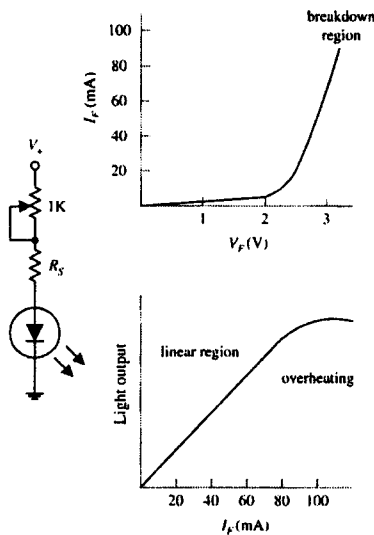 V₊
1K
R_S
breakdown
region
I_F (mA)
100
80
60
40
20
1
2
3
V_F (V)
Light output
linear region
overheating
20
40
60
80
100
I_F (mA)